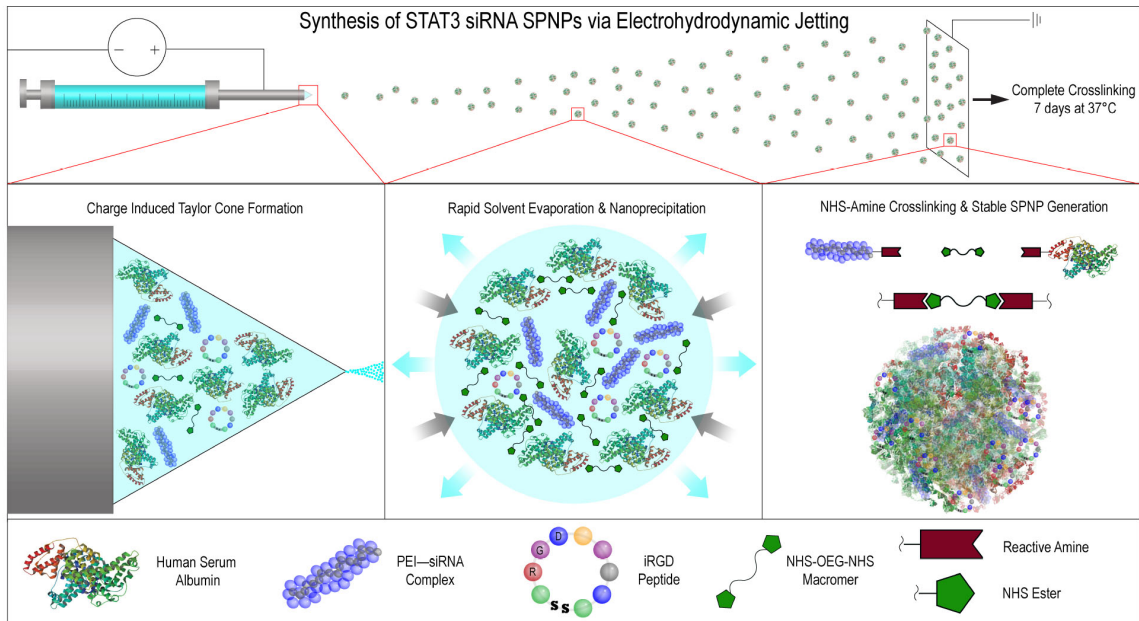 Synthesis of STAT3 siRNA SPNPs via Electrohydrodynamic Jetting
− +
Complete Crosslinking
7 days at 37°C
Charge Induced Taylor Cone Formation
Rapid Solvent Evaporation & Nanoprecipitation
NHS-Amine Crosslinking & Stable SPNP Generation
Human Serum
Albumin
PEI—siRNA
Complex
D
G
R
S S
iRGD
Peptide
NHS-OEG-NHS
Macromer
Reactive Amine
NHS Ester